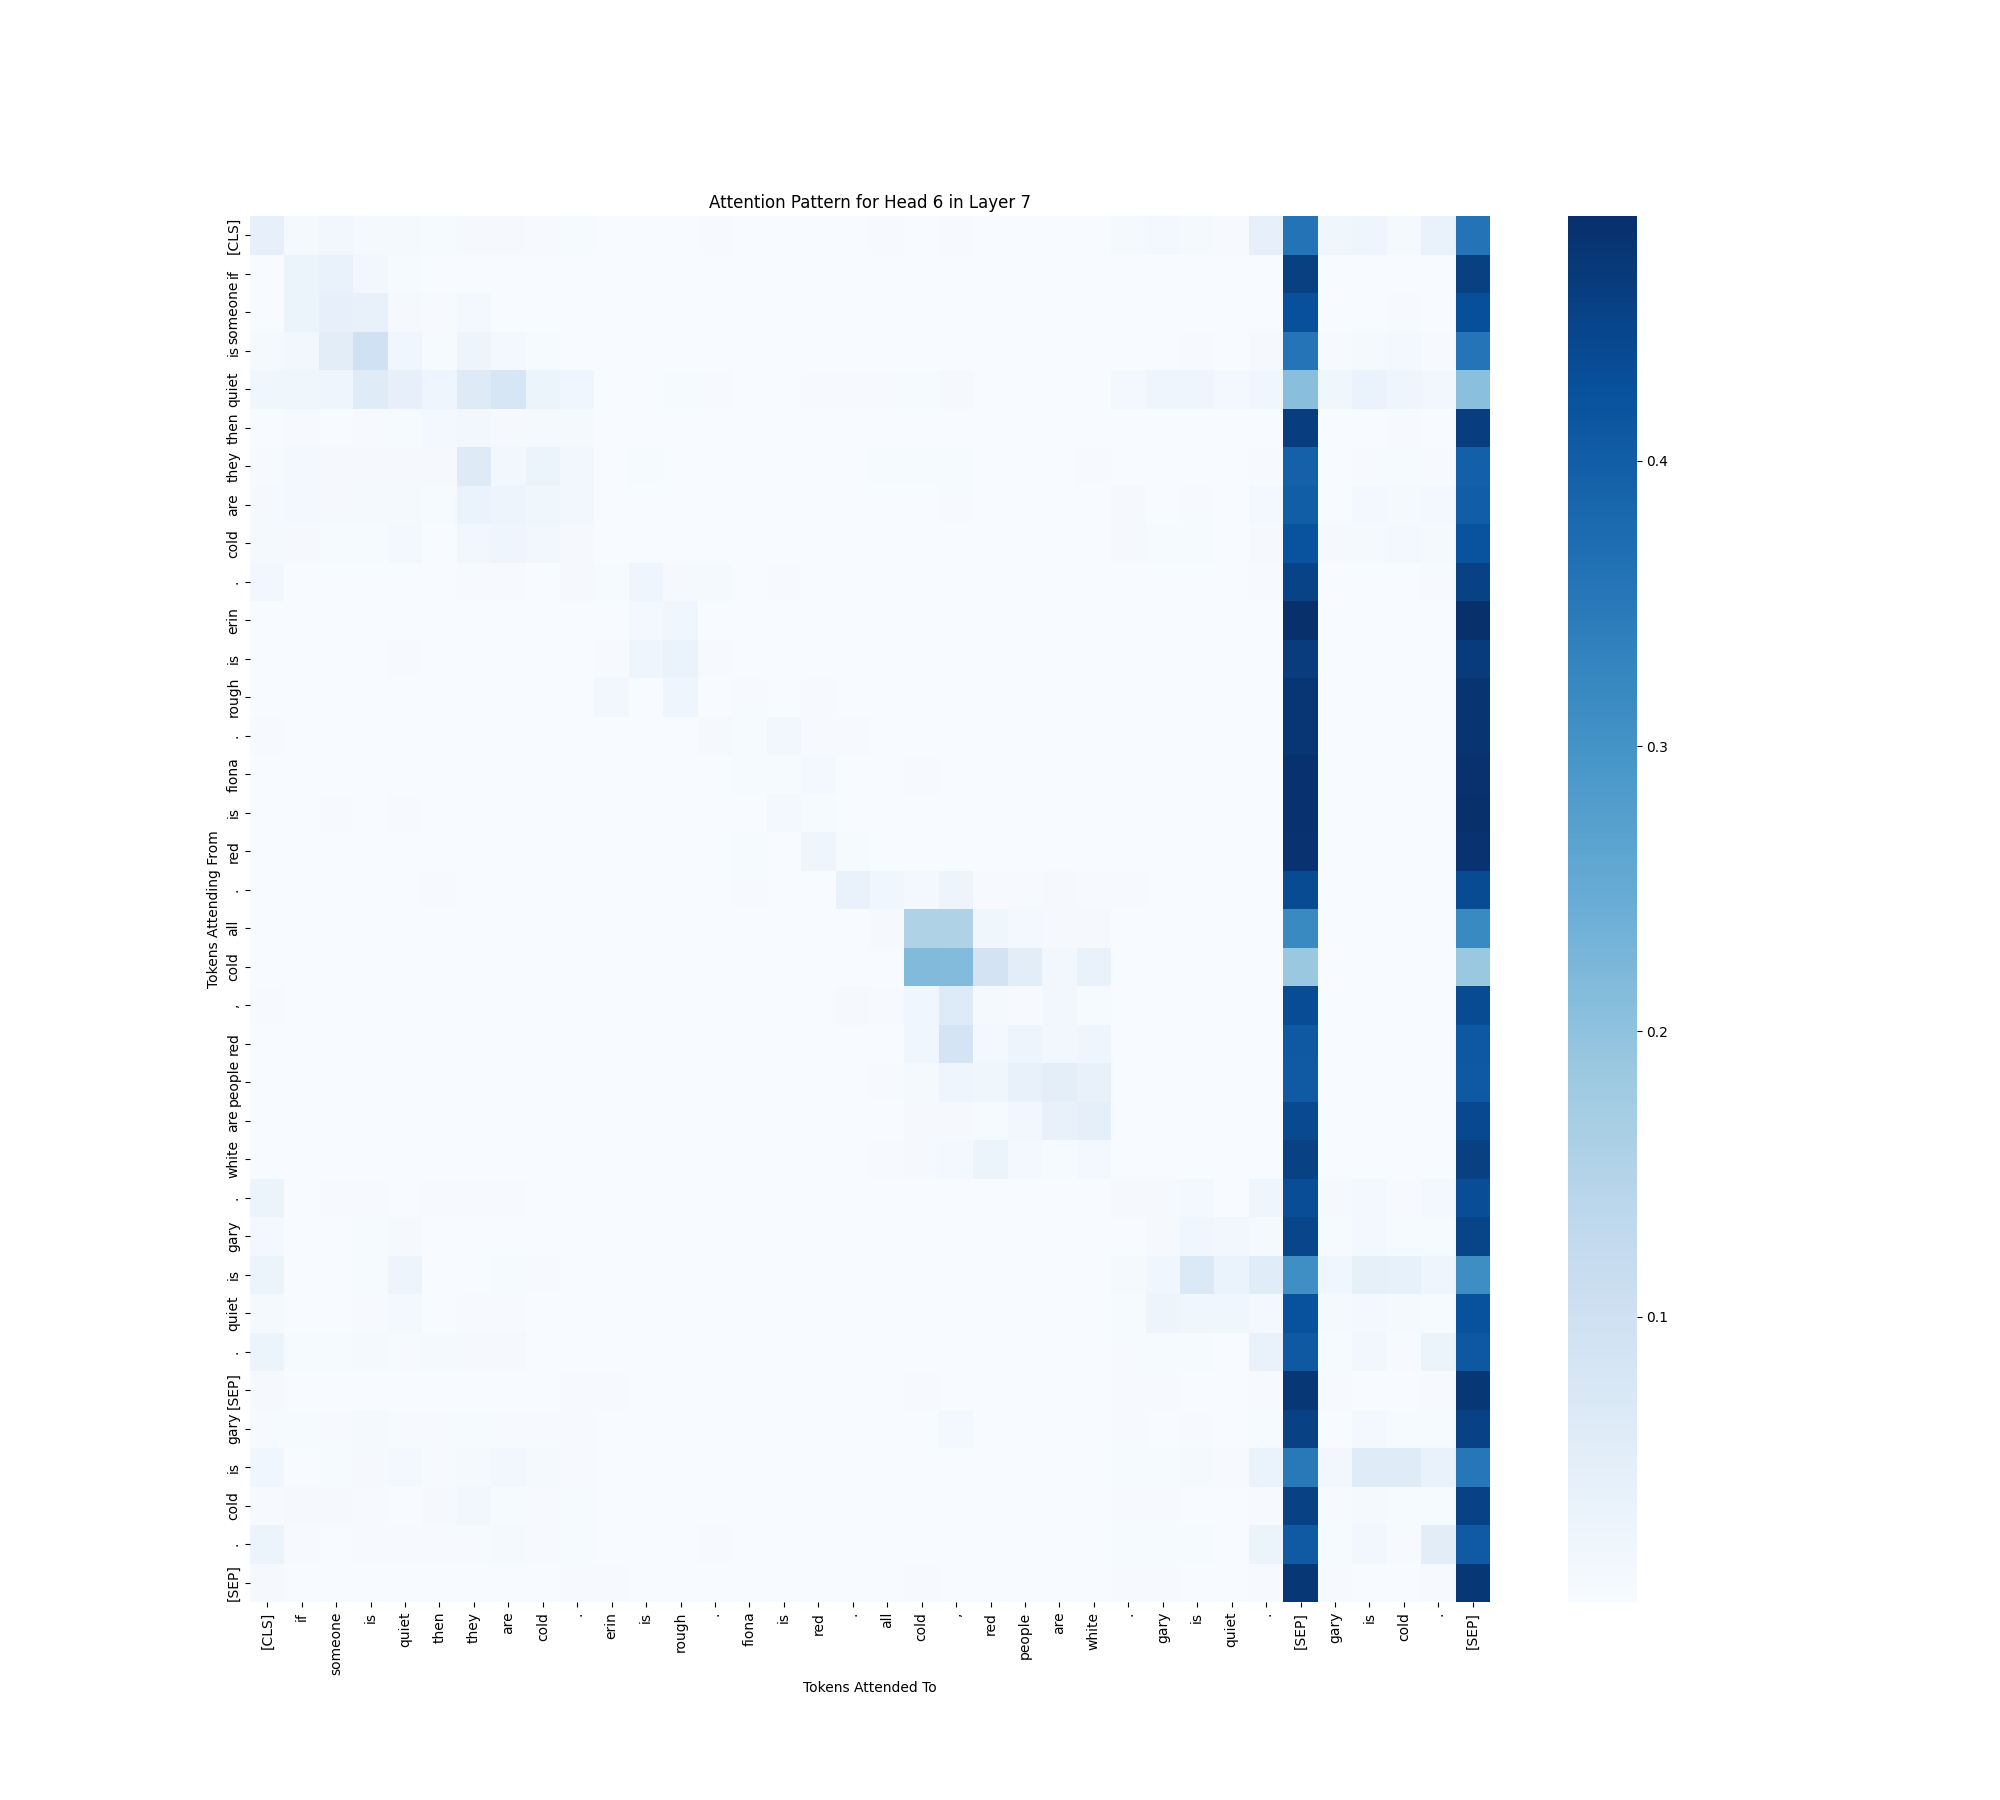 Attention Pattern for Head 6 in Layer 7
Tokens Attending From
[CLS]
if
someone
is
quiet
then
they
are
cold
.
erin
is
rough
.
fiona
is
red
.
all
cold
,
red
people
are
white
.
gary
is
quiet
.
[SEP]
gary
is
cold
.
[SEP]
[CLS] if someone is quiet then they are cold . erin is rough . fiona is red . all cold , red people are white . gary is quiet . [SEP] gary is cold . [SEP]
Tokens Attended To
0.4
0.3
0.2
0.1